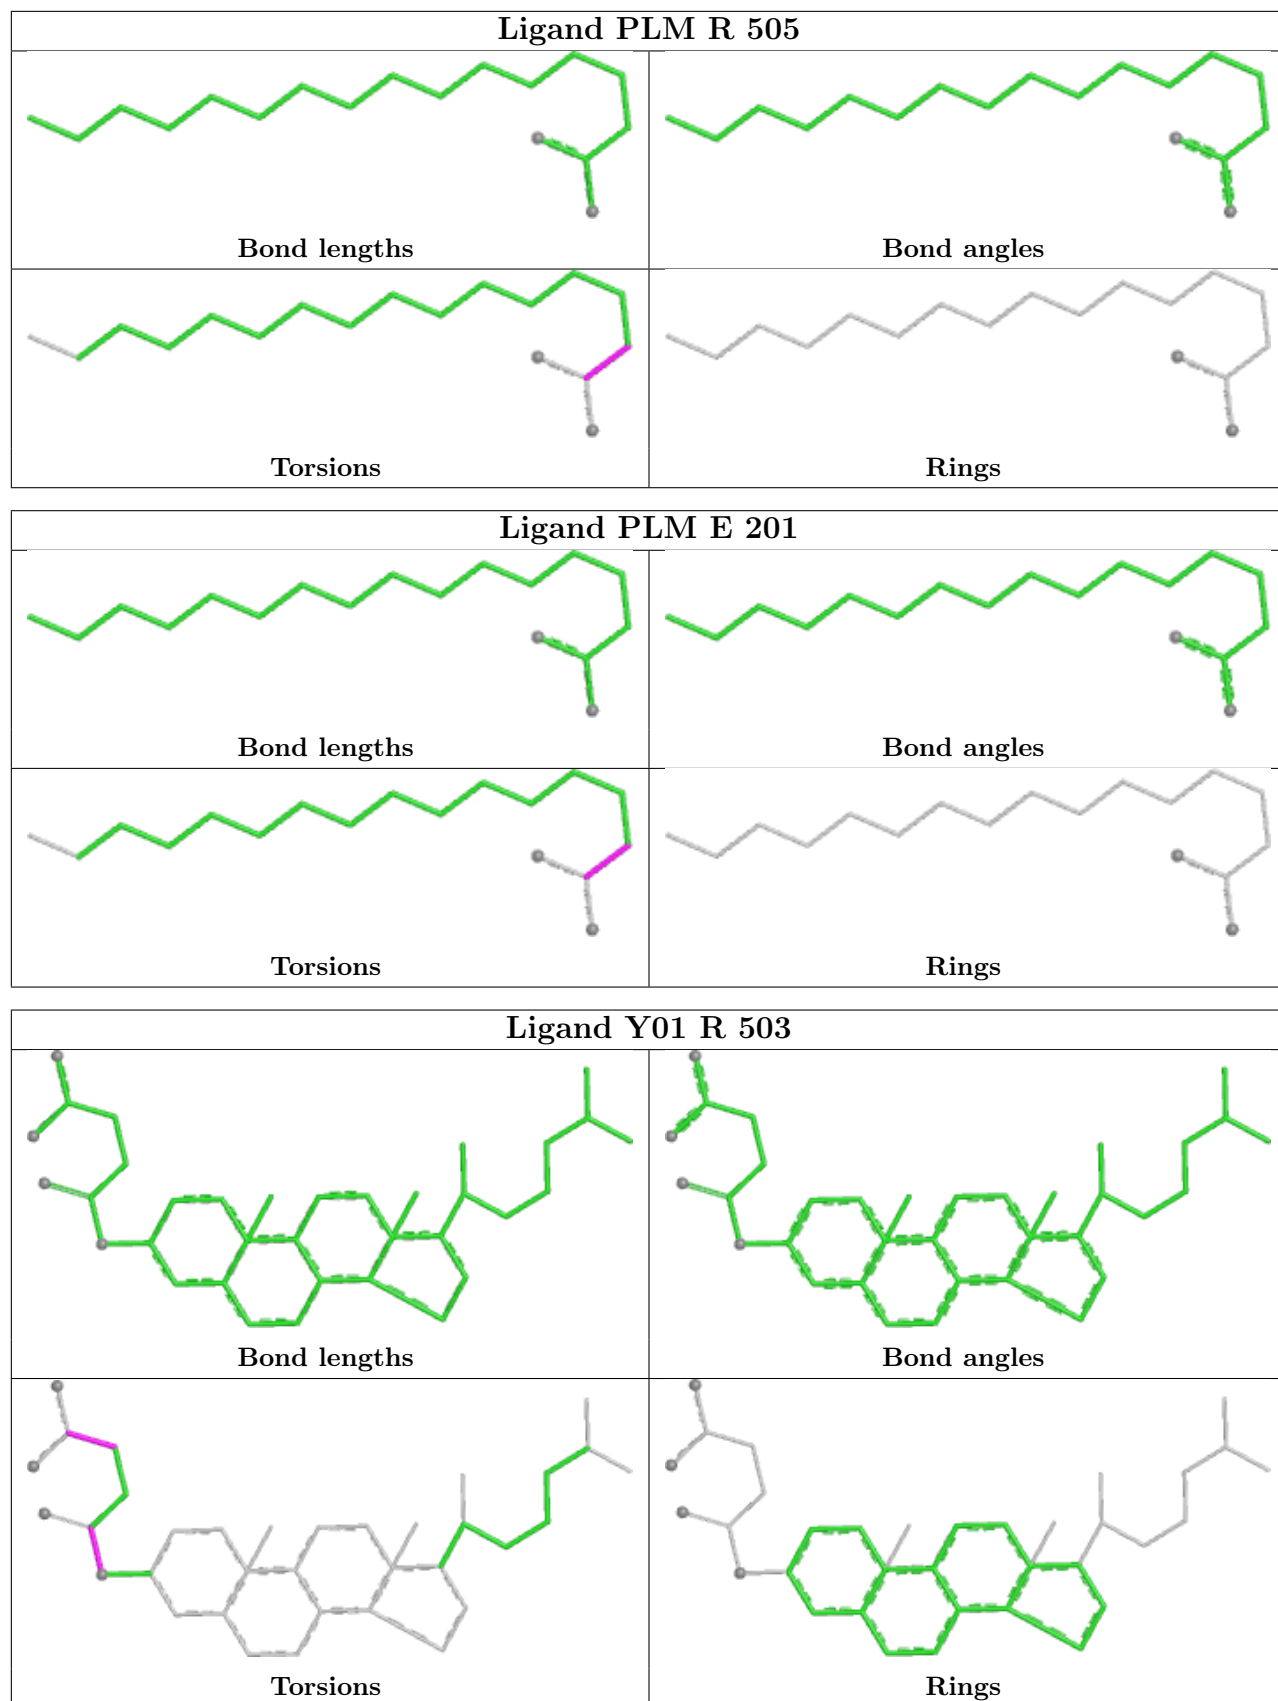 Ligand PLM R 505
Bond lengths
Bond angles
Torsions
Rings
Ligand PLM E 201
Bond lengths
Bond angles
Torsions
Rings
Ligand Y01 R 503
Bond lengths
Bond angles
Torsions
Rings